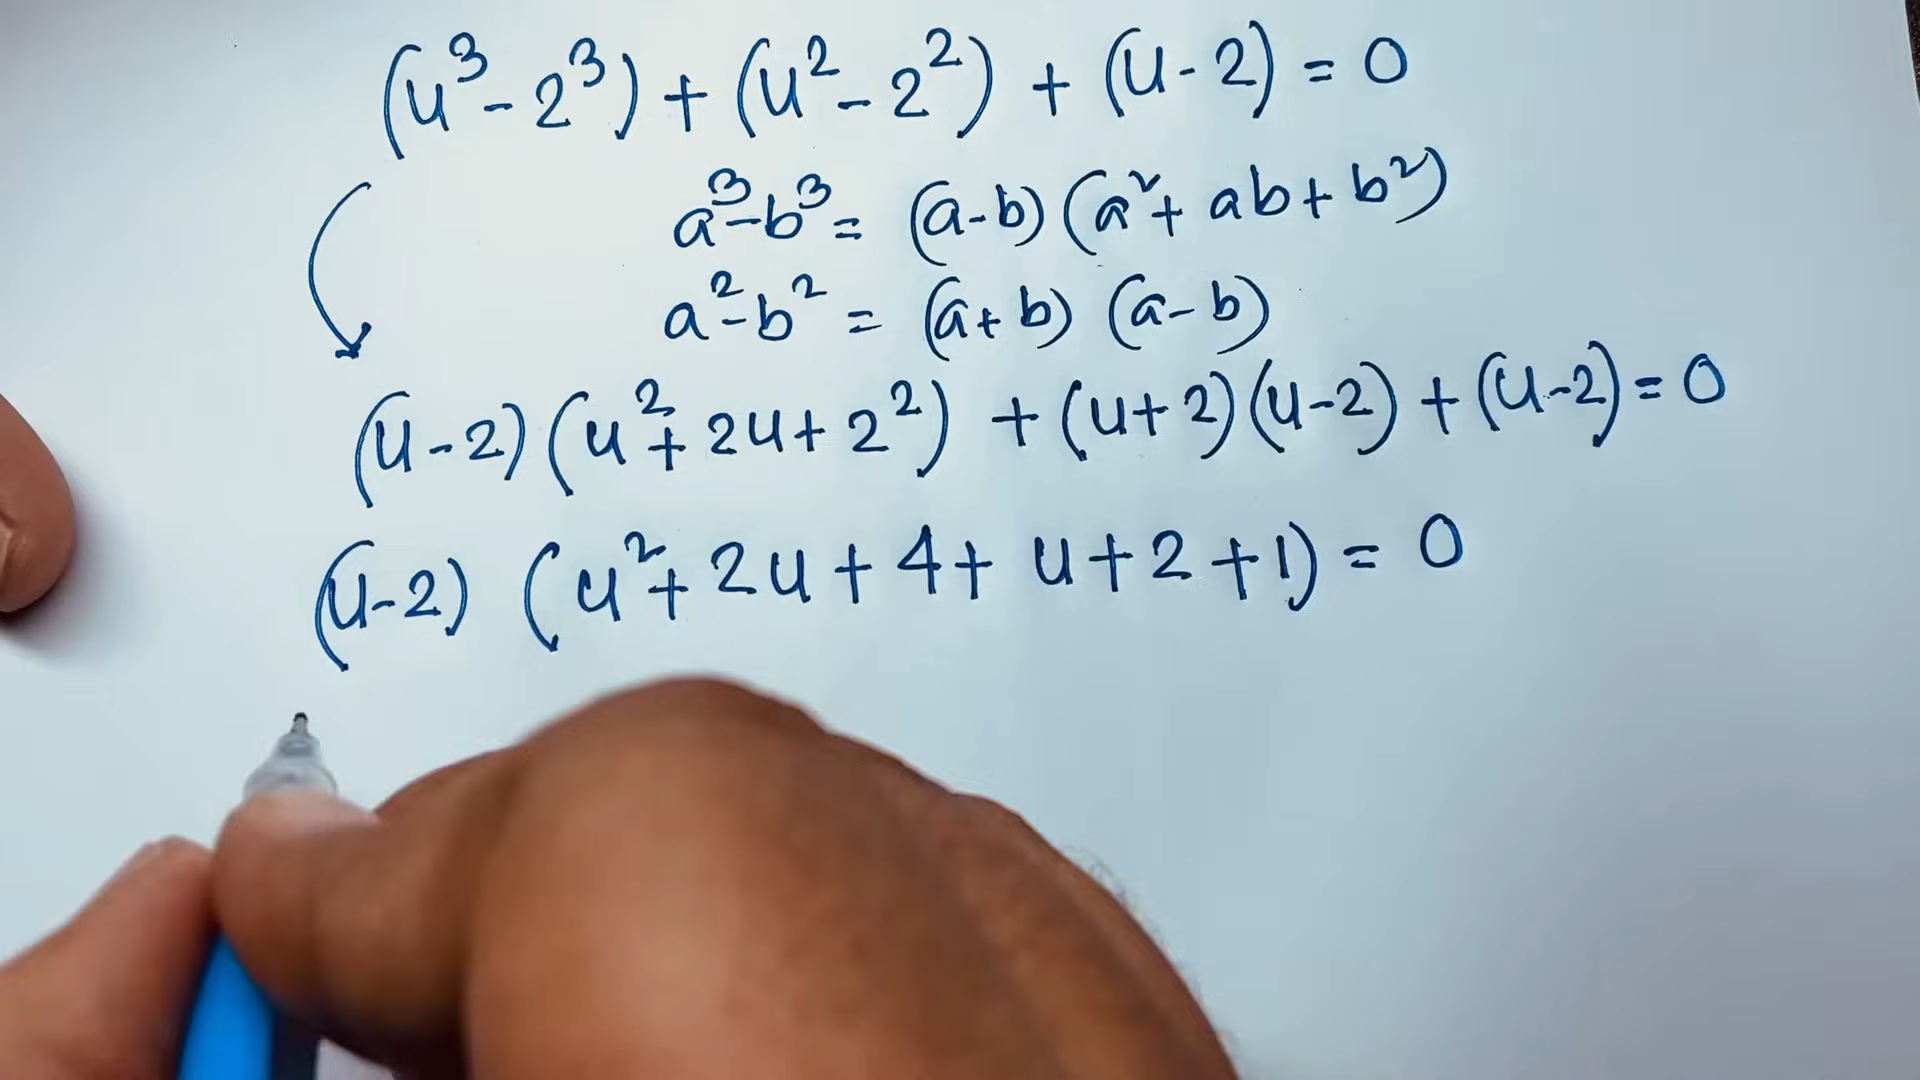 (u³-2³) + (u²-2²) + (u-2) = 0
a³-b³ = (a-b) (a²+ ab + b²)
a²-b² = (a+b) (a-b)
(u-2) (u²+ 2u + 2²) + (u+2) (u-2) + (u-2) = 0
(u-2) (u²+ 2u + 4 + u + 2 + 1) = 0